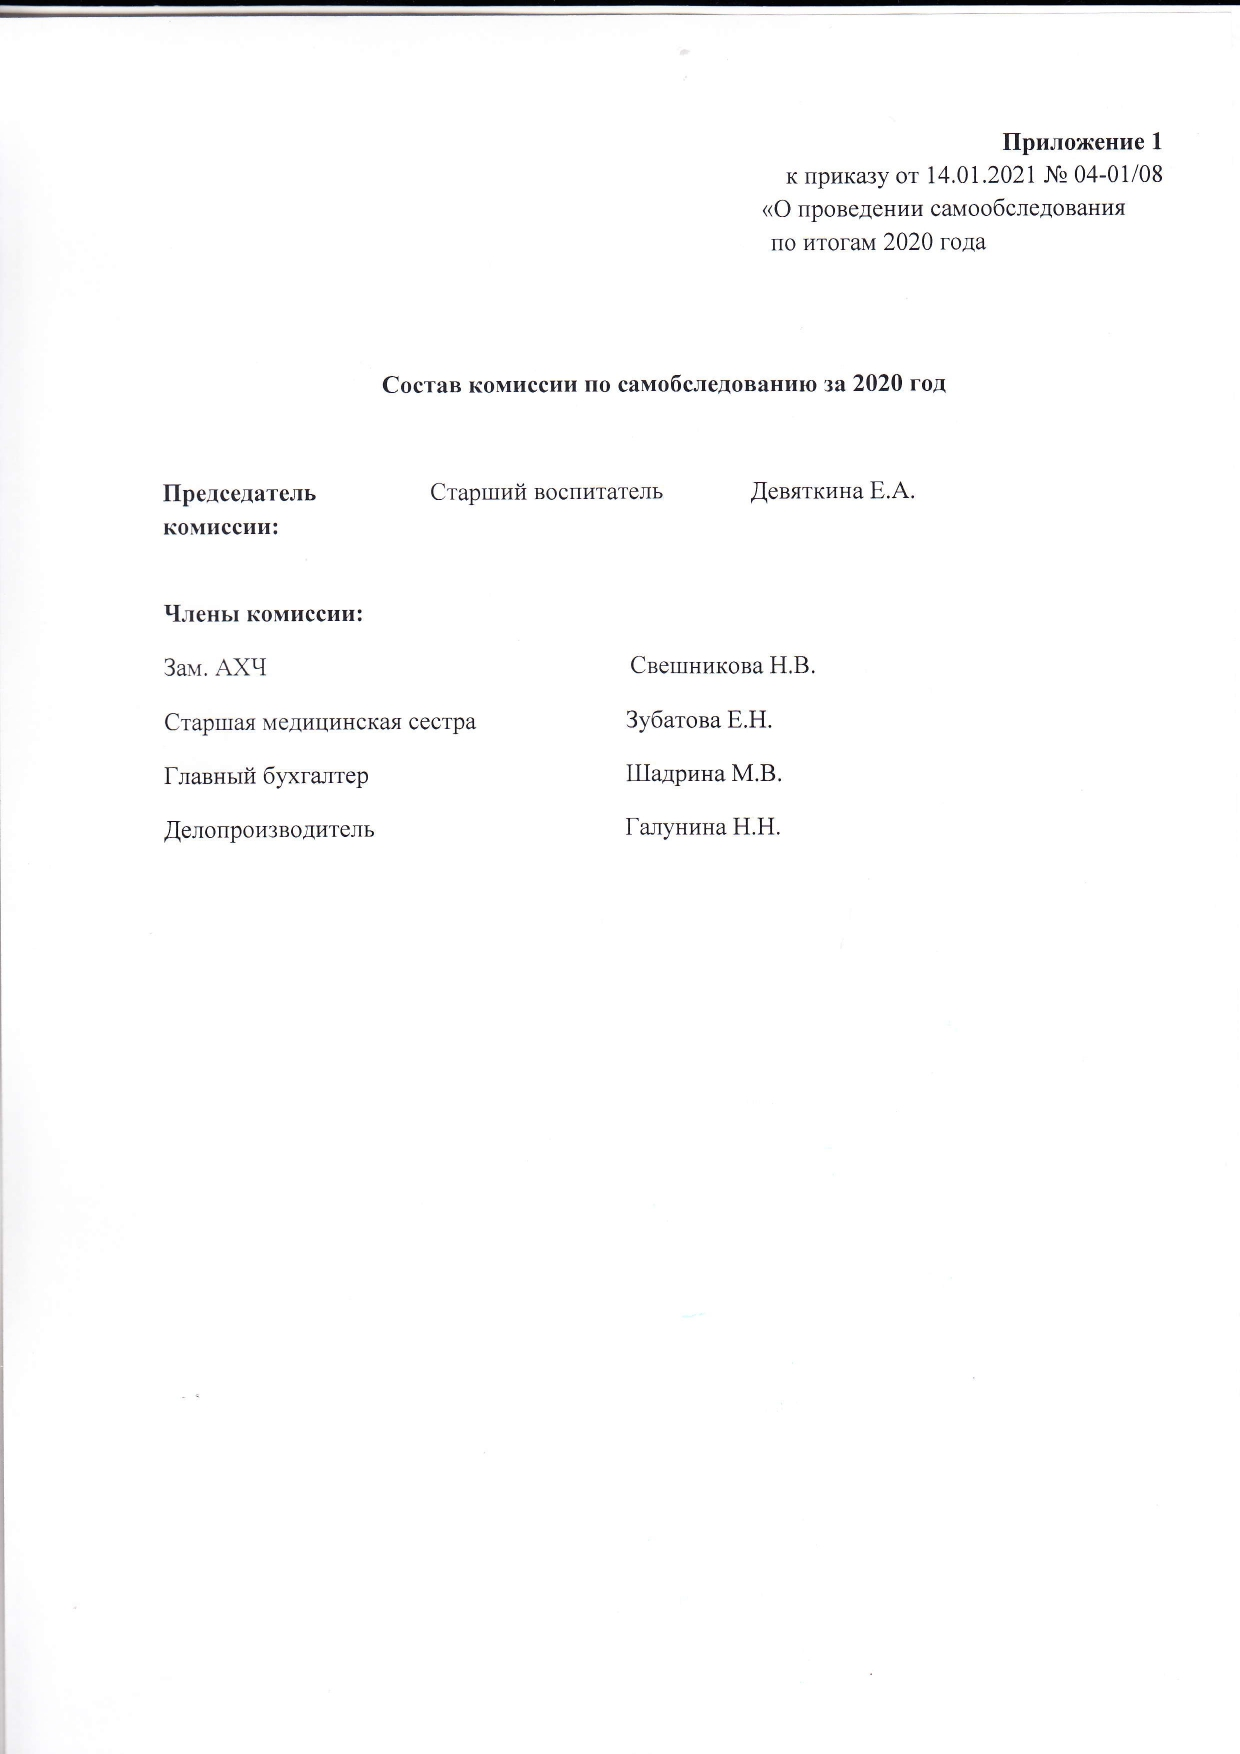 Приложение 1
к приказу от 14.01.2021 № 04-01/08
«О проведении самообследования
по итогам 2020 года
Состав комиссии по самобследованию за 2020 год
Председатель Старший воспитатель Девяткина Е.А.
комиссии:
Члены комиссии:
Зам. АХЧ Свешникова Н.В.
Старшая медицинская сестра Зубатова Е.Н.
Главный бухгалтер Шадрина М.В.
Делопроизводитель Галунина Н.Н.